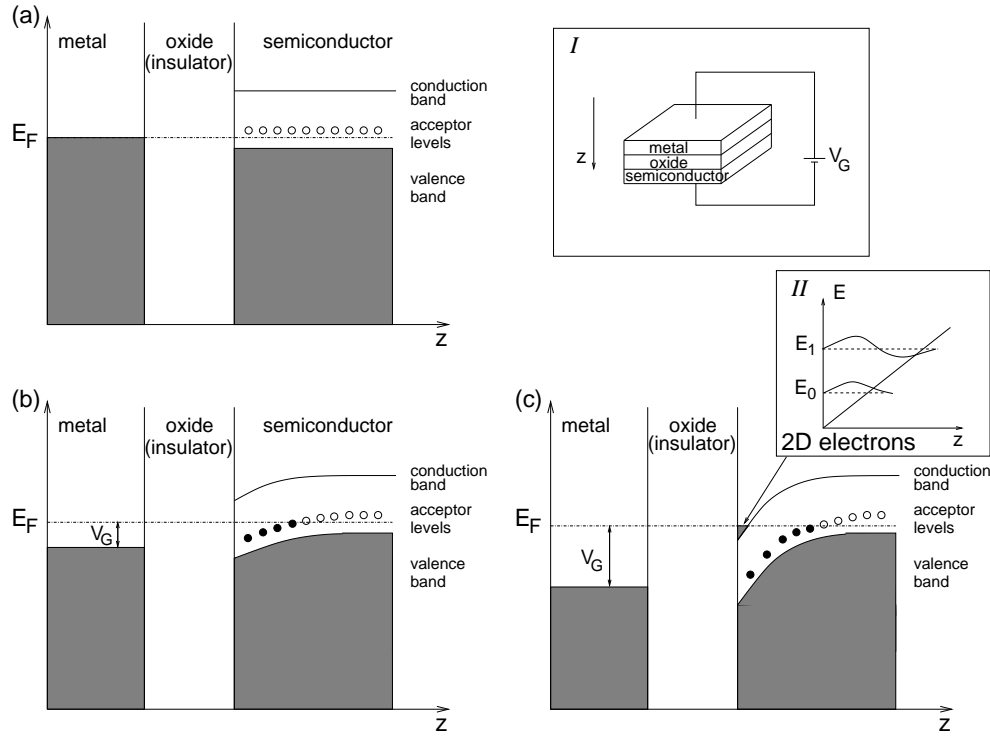 (a)
metal
oxide
(insulator)
semiconductor
conduction
band
acceptor
levels
E_F
valence
band
z
I
z
metal
oxide
semiconductor
V_G
II
E
E_1
E_0
z
2D electrons
(b)
metal
oxide
(insulator)
semiconductor
conduction
band
acceptor
levels
E_F
V_G
valence
band
z
(c)
metal
oxide
(insulator)
semiconductor
conduction
band
acceptor
levels
E_F
V_G
valence
band
z